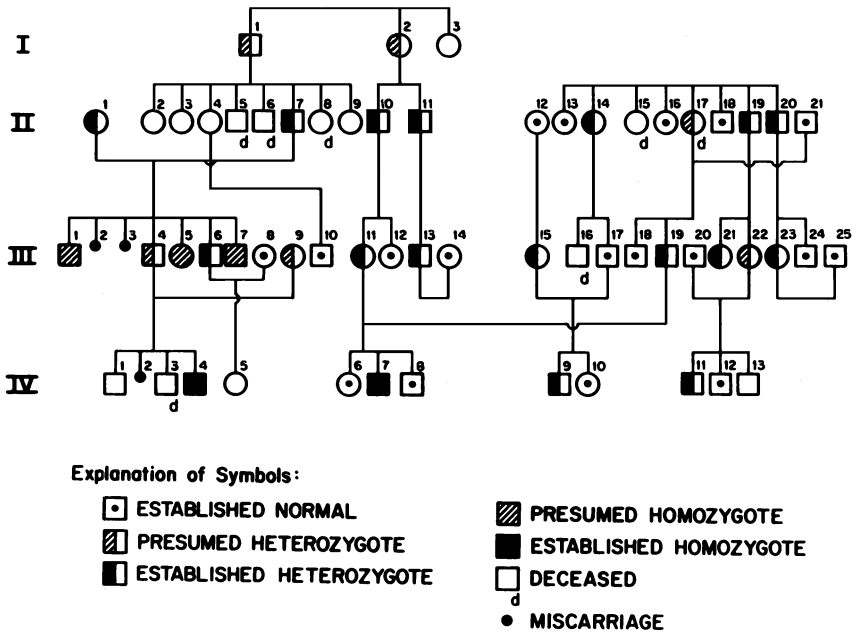 I
1 2 3
II
1 2 3 4 5 6 7 8 9 10 11 12 13 14 15 16 17 18 19 20 21
d d d d d
III
1 2 3 4 5 6 7 8 9 10 11 12 13 14 15 16 17 18 19 20 21 22 23 24 25
d
IV
1 2 3 4 5 6 7 8 9 10 11 12 13
d
Explanation of Symbols:
ESTABLISHED NORMAL
PRESUMED HETEROZYGOTE
ESTABLISHED HETEROZYGOTE
PRESUMED HOMOZYGOTE
ESTABLISHED HOMOZYGOTE
DECEASED
d
MISCARRIAGE